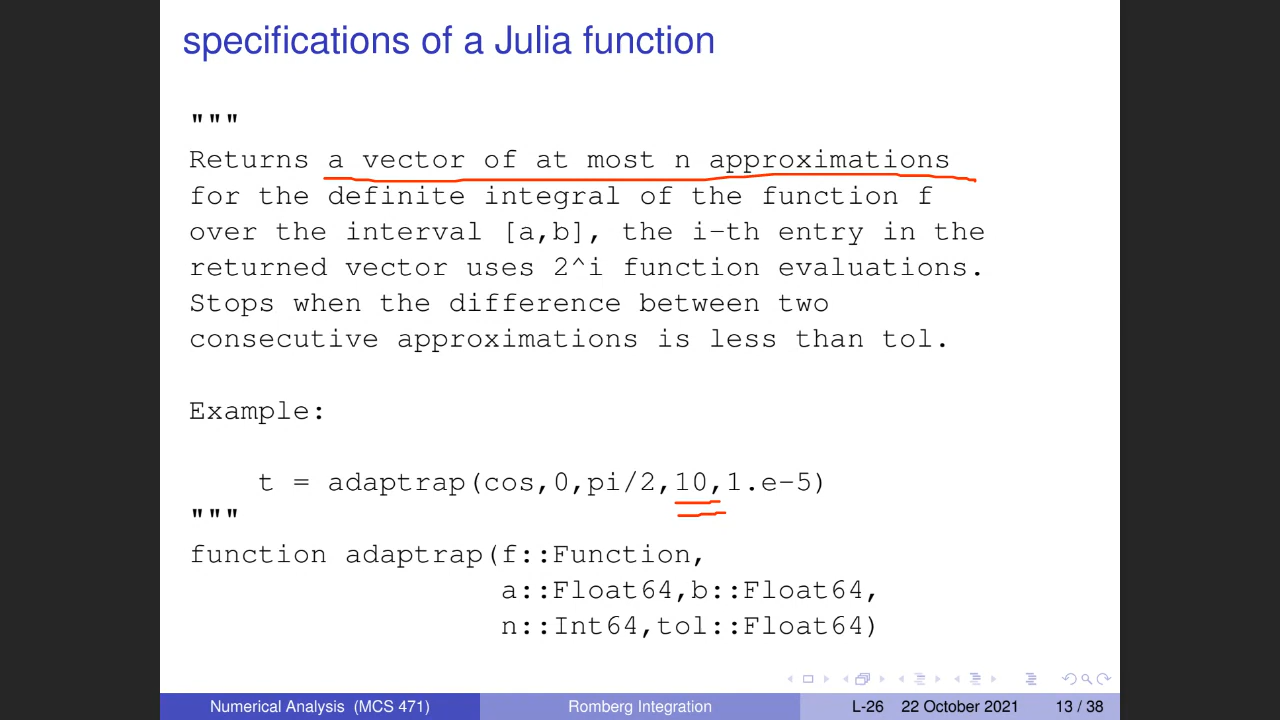 specifications of a Julia function
"""
Returns a vector of at most n approximations
for the definite integral of the function f
over the interval [a,b], the i-th entry in the
returned vector uses 2^i function evaluations.
Stops when the difference between two
consecutive approximations is less than tol.
Example:
t = adaptrap(cos,0,pi/2,10,1.e-5)
"""
function adaptrap(f::Function,
a::Float64,b::Float64,
n::Int64,tol::Float64)
Numerical Analysis (MCS 471) Romberg Integration L-26 22 October 2021 13 / 38